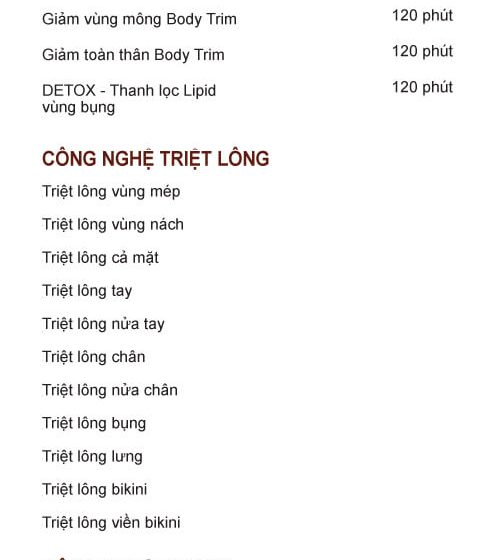 Giảm vùng mông Body Trim 120 phút
Giảm toàn thân Body Trim 120 phút
DETOX - Thanh lọc Lipid 120 phút
vùng bụng
CÔNG NGHỆ TRIỆT LÔNG
Triệt lông vùng mép
Triệt lông vùng nách
Triệt lông cả mặt
Triệt lông tay
Triệt lông nửa tay
Triệt lông chân
Triệt lông nửa chân
Triệt lông bụng
Triệt lông lưng
Triệt lông bikini
Triệt lông viền bikini